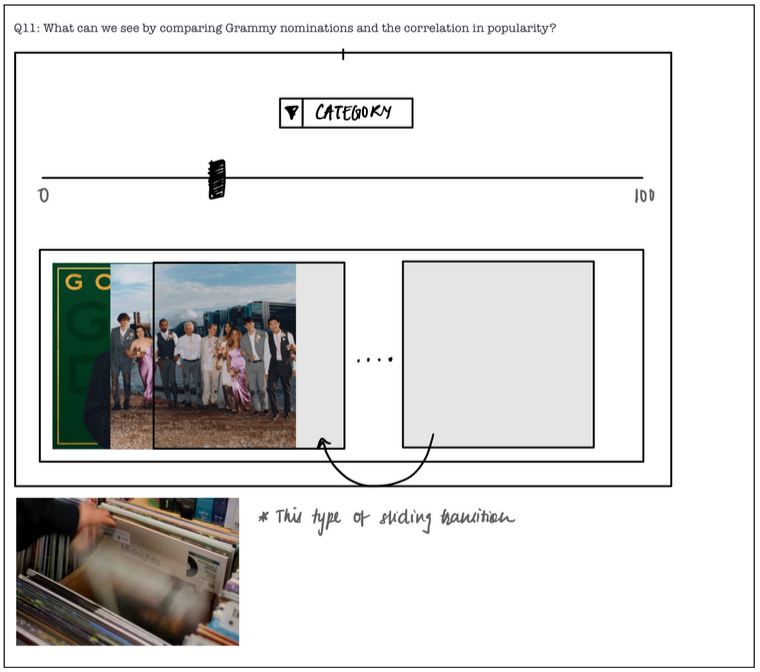 Q11: What can we see by comparing Grammy nominations and the correlation in popularity?
CATEGORY
0
100
G O
G
D
....
* This type of sliding transition
Midnights